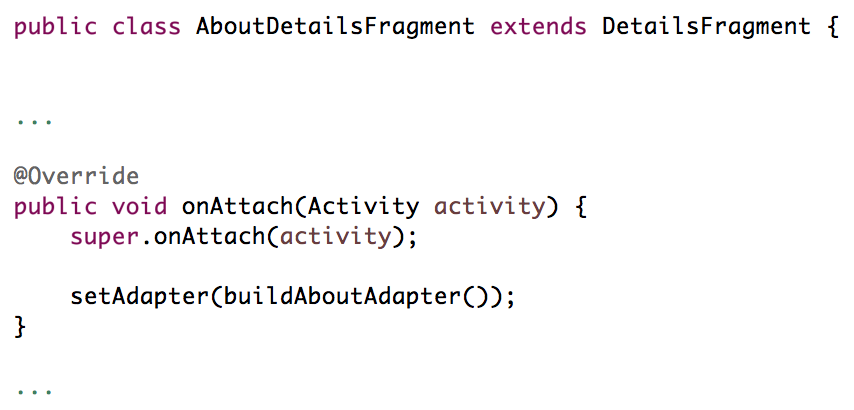 public class AboutDetailsFragment extends DetailsFragment {
...
@Override
public void onAttach(Activity activity) {
    super.onAttach(activity);
    setAdapter(buildAboutAdapter());
}
...